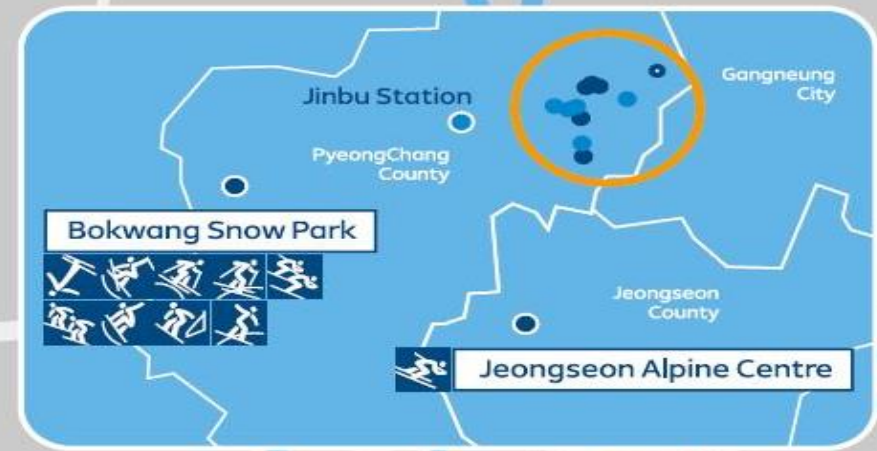 Gangneung
City
Jinbu Station
PyeongChang
County
Bokwang Snow Park
Jeongseon
County
Jeongseon Alpine Centre